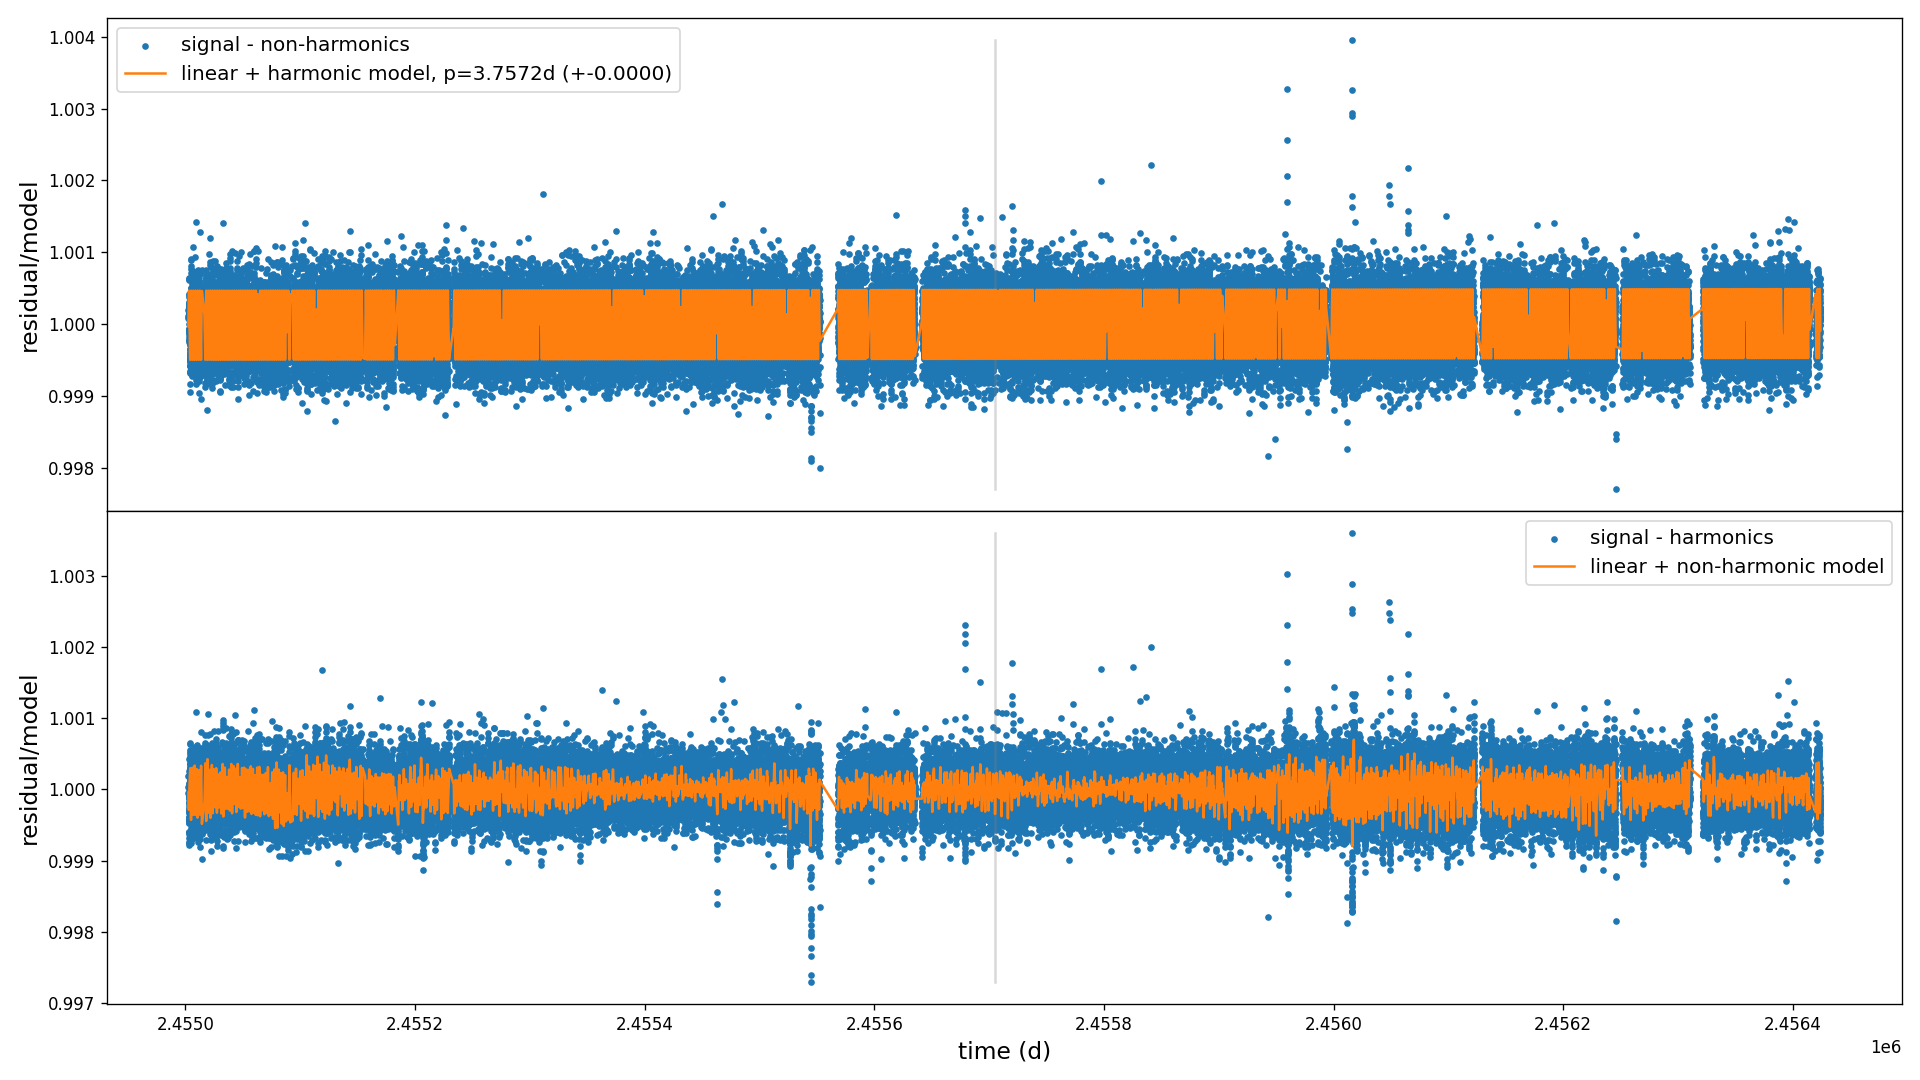 signal - non-harmonics
linear + harmonic model, p=3.7572d (+-0.0000)
residual/model
1.004
1.003
1.002
1.001
1.000
0.999
0.998
signal - harmonics
linear + non-harmonic model
residual/model
1.003
1.002
1.001
1.000
0.999
0.998
0.997
2.4550 2.4552 2.4554 2.4556 2.4558 2.4560 2.4562 2.4564
1e6
time (d)